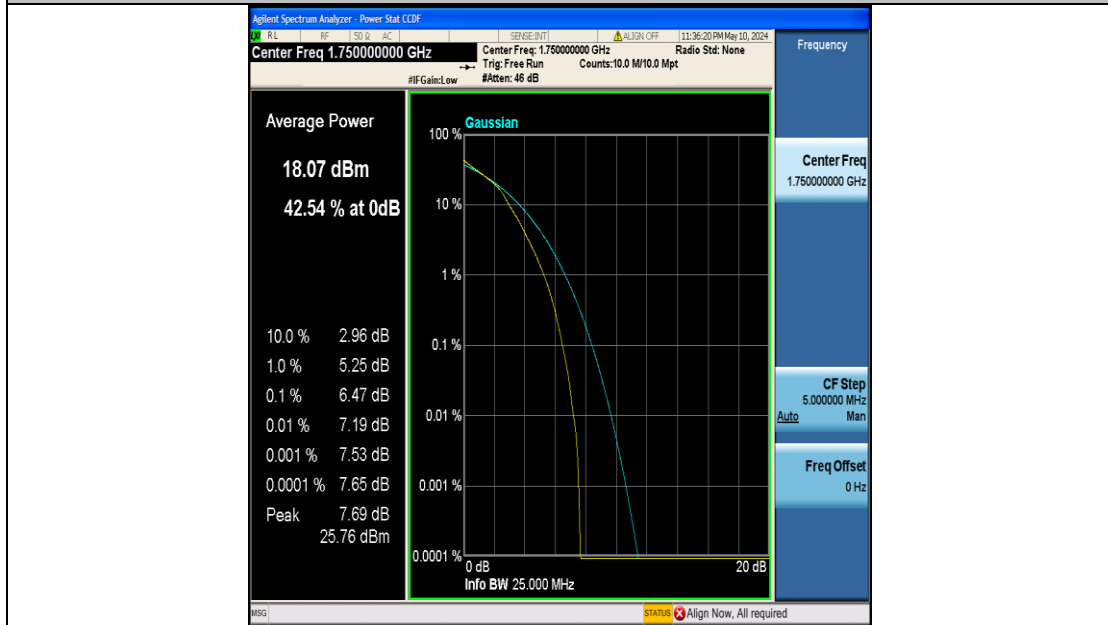 Agilent Spectrum Analyzer - Power Stat CCDF
RL RF 50 Ω AC SENSE:INT ALIGN OFF 11:36:20 PM May 10, 2024
Center Freq 1.750000000 GHz
Center Freq: 1.750000000 GHz Radio Std: None
Trig: Free Run Counts:10.0 M/10.0 Mpt
#IFGain:Low #Atten: 46 dB
Frequency
Average Power
18.07 dBm
42.54 % at 0dB
10.0 % 2.96 dB
1.0 % 5.25 dB
0.1 % 6.47 dB
0.01 % 7.19 dB
0.001 % 7.53 dB
0.0001 % 7.65 dB
Peak 7.69 dB
25.76 dBm
Gaussian
100 %
10 %
1 %
0.1 %
0.01 %
0.001 %
0.0001 %
0 dB 20 dB
Info BW 25.000 MHz
Center Freq
1.750000000 GHz
CF Step
5.000000 MHz
Auto Man
Freq Offset
0 Hz
MSG STATUS Align Now, All required